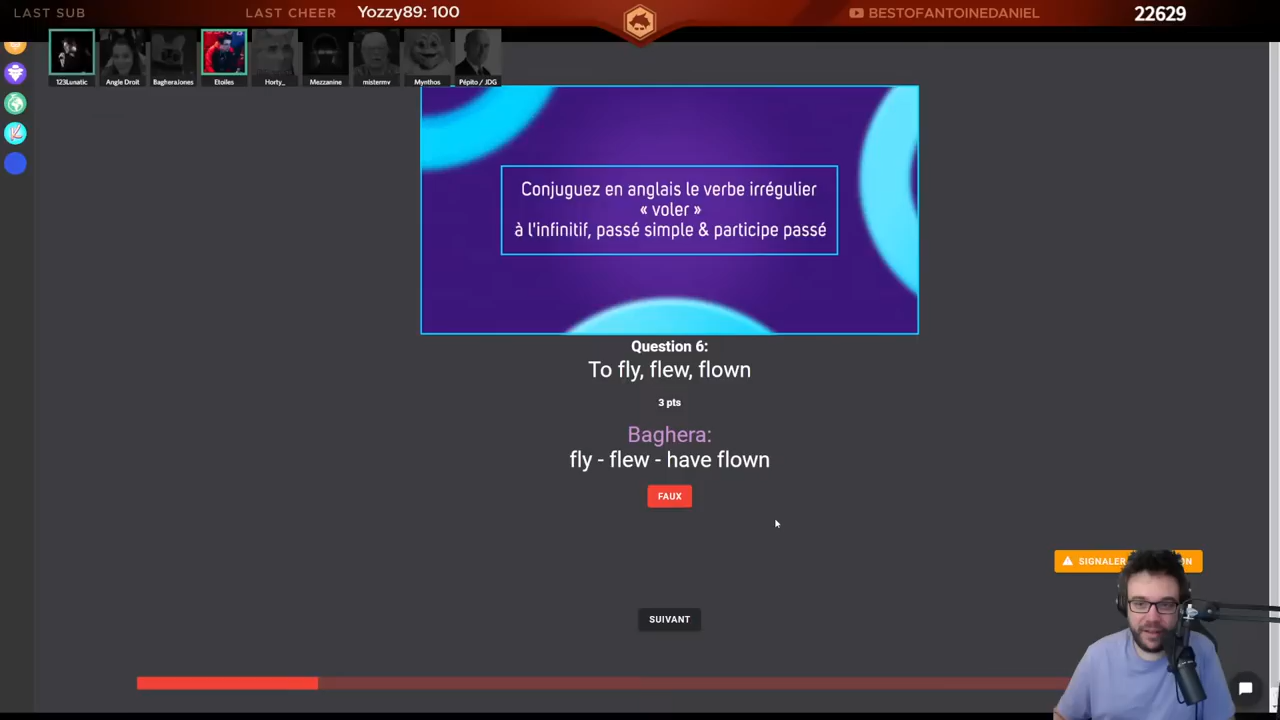 LAST SUB
LAST CHEER
Yozzy89: 100
BESTOFANTOINEDANIEL
22629
123Lunatic
Angle Droit
BagheraJones
Etoiles
Horty_
Mezzanine
mistermv
Mynthos
Pépito / JDG
Conjuguez en anglais le verbe irrégulier
« voler »
à l'infinitif, passé simple & participe passé
Question 6:
To fly, flew, flown
3 pts
Baghera:
fly - flew - have flown
FAUX
SIGNALER
SUIVANT